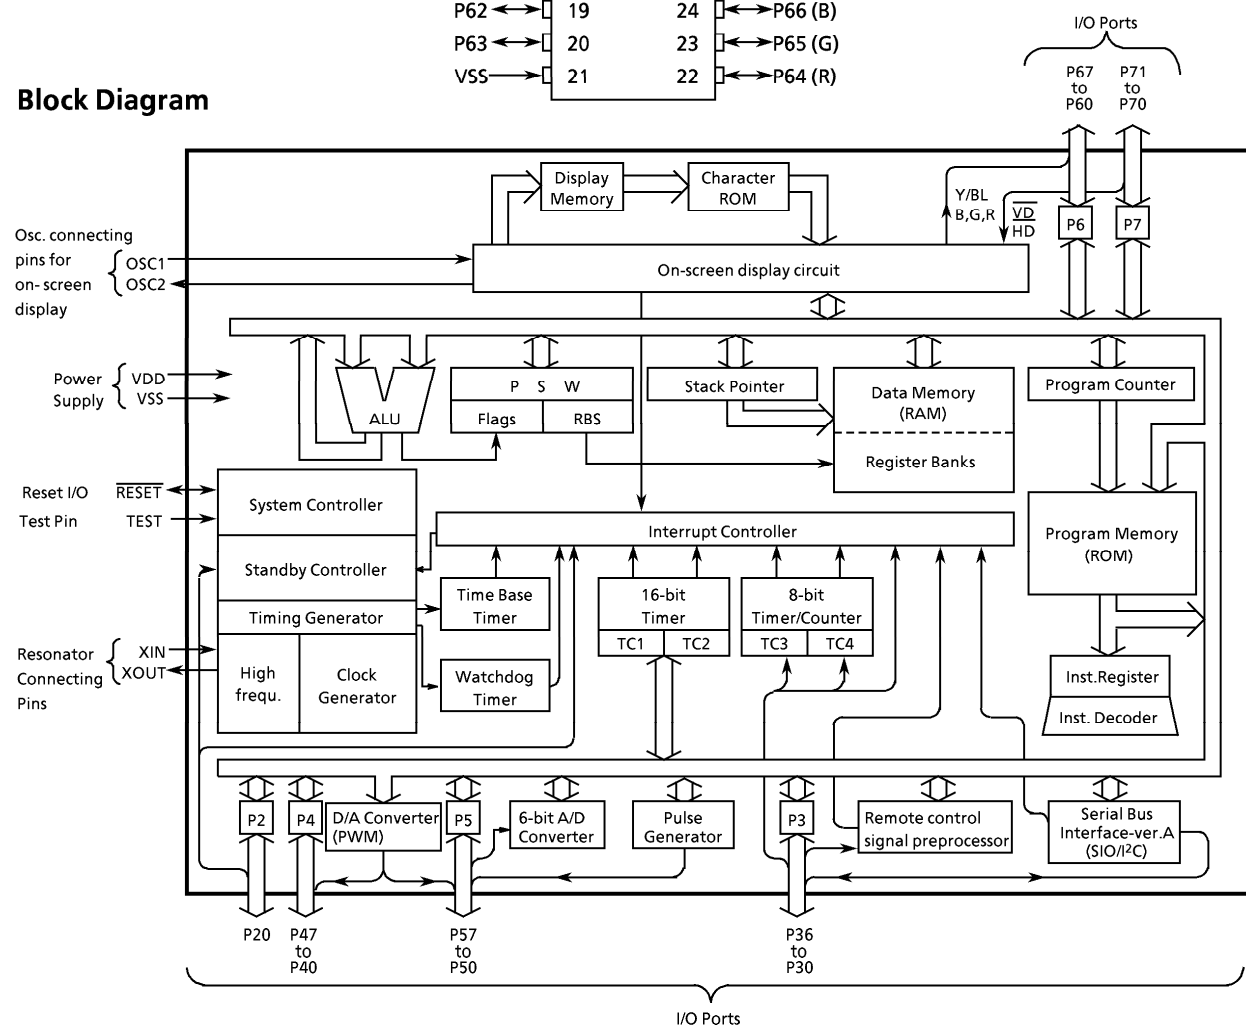 P62 19 24 P66 (B)
P63 20 23 P65 (G)
VSS 21 22 P64 (R)
Block Diagram
I/O Ports
P67 to P60
P71 to P70
Display Memory
Character ROM
Y/BL
B,G,R
VD
HD
P6
P7
Osc. connecting
pins for
on- screen
display
OSC1
OSC2
On-screen display circuit
Power
Supply
VDD
VSS
ALU
P S W
Flags
RBS
Stack Pointer
Data Memory
(RAM)
Register Banks
Program Counter
Reset I/O
RESET
Test Pin
TEST
System Controller
Interrupt Controller
Program Memory
(ROM)
Standby Controller
Timing Generator
Time Base
Timer
16-bit
Timer
TC1
TC2
8-bit
Timer/Counter
TC3
TC4
Resonator
Connecting
Pins
XIN
XOUT
High
frequ.
Clock
Generator
Watchdog
Timer
Inst.Register
Inst. Decoder
P2
P4
D/A Converter
(PWM)
P5
6-bit A/D
Converter
Pulse
Generator
P3
Remote control
signal preprocessor
Serial Bus
Interface-ver.A
(SIO/I²C)
P20
P47
to
P40
P57
to
P50
P36
to
P30
I/O Ports